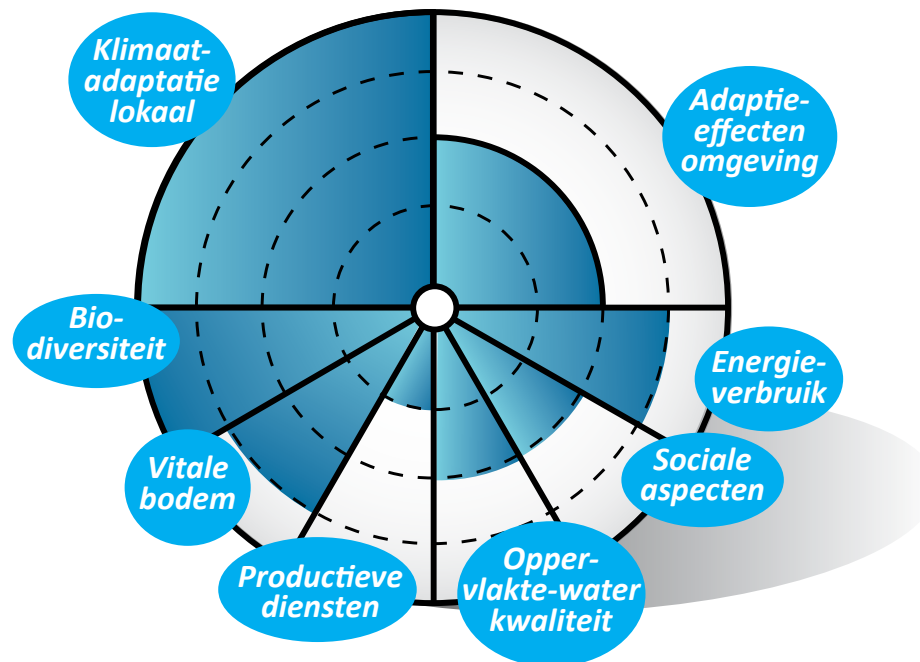 Klimaat-
adaptatie
lokaal
Adaptie-
effecten
omgeving
Bio-
diversiteit
Energie-
verbruik
Vitale
bodem
Sociale
aspecten
Productieve
diensten
Opper-
vlakte-water
kwaliteit